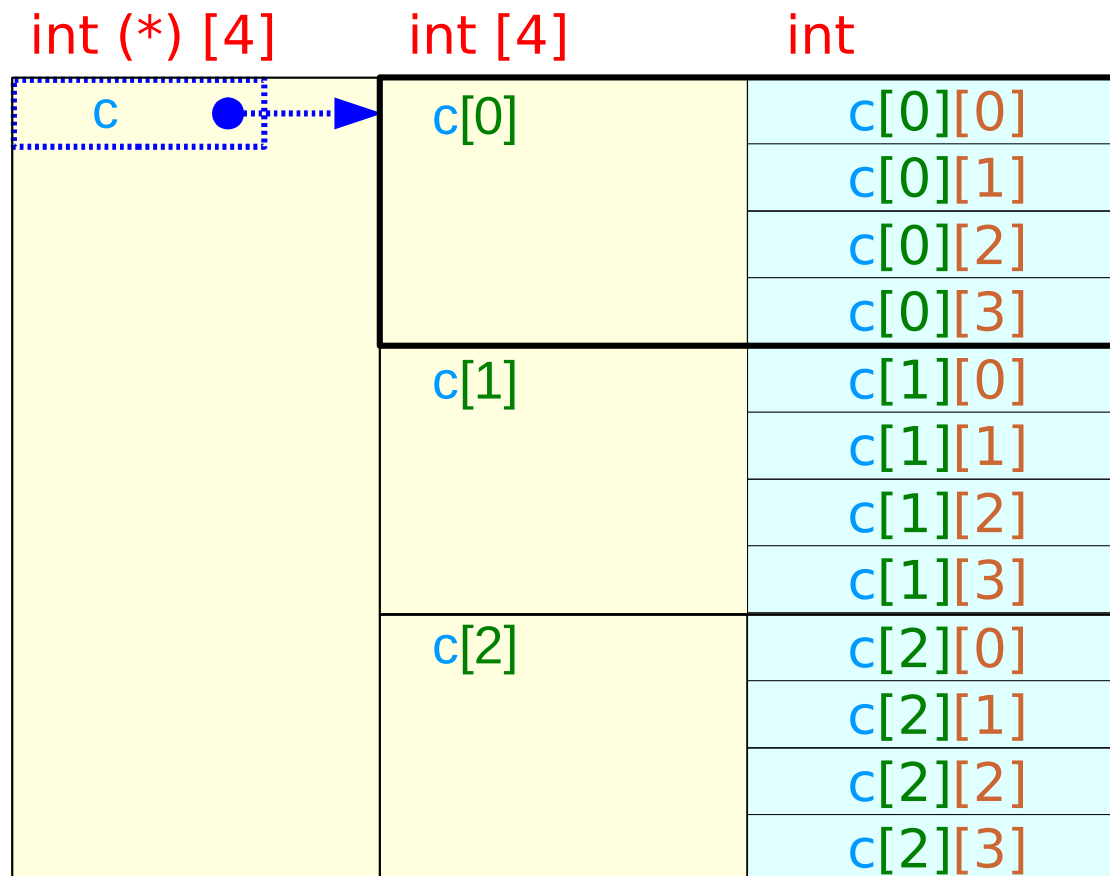 int (*) [4] int [4] int
c c[0] c[0][0]
c[0][1]
c[0][2]
c[0][3]
c[1] c[1][0]
c[1][1]
c[1][2]
c[1][3]
c[2] c[2][0]
c[2][1]
c[2][2]
c[2][3]